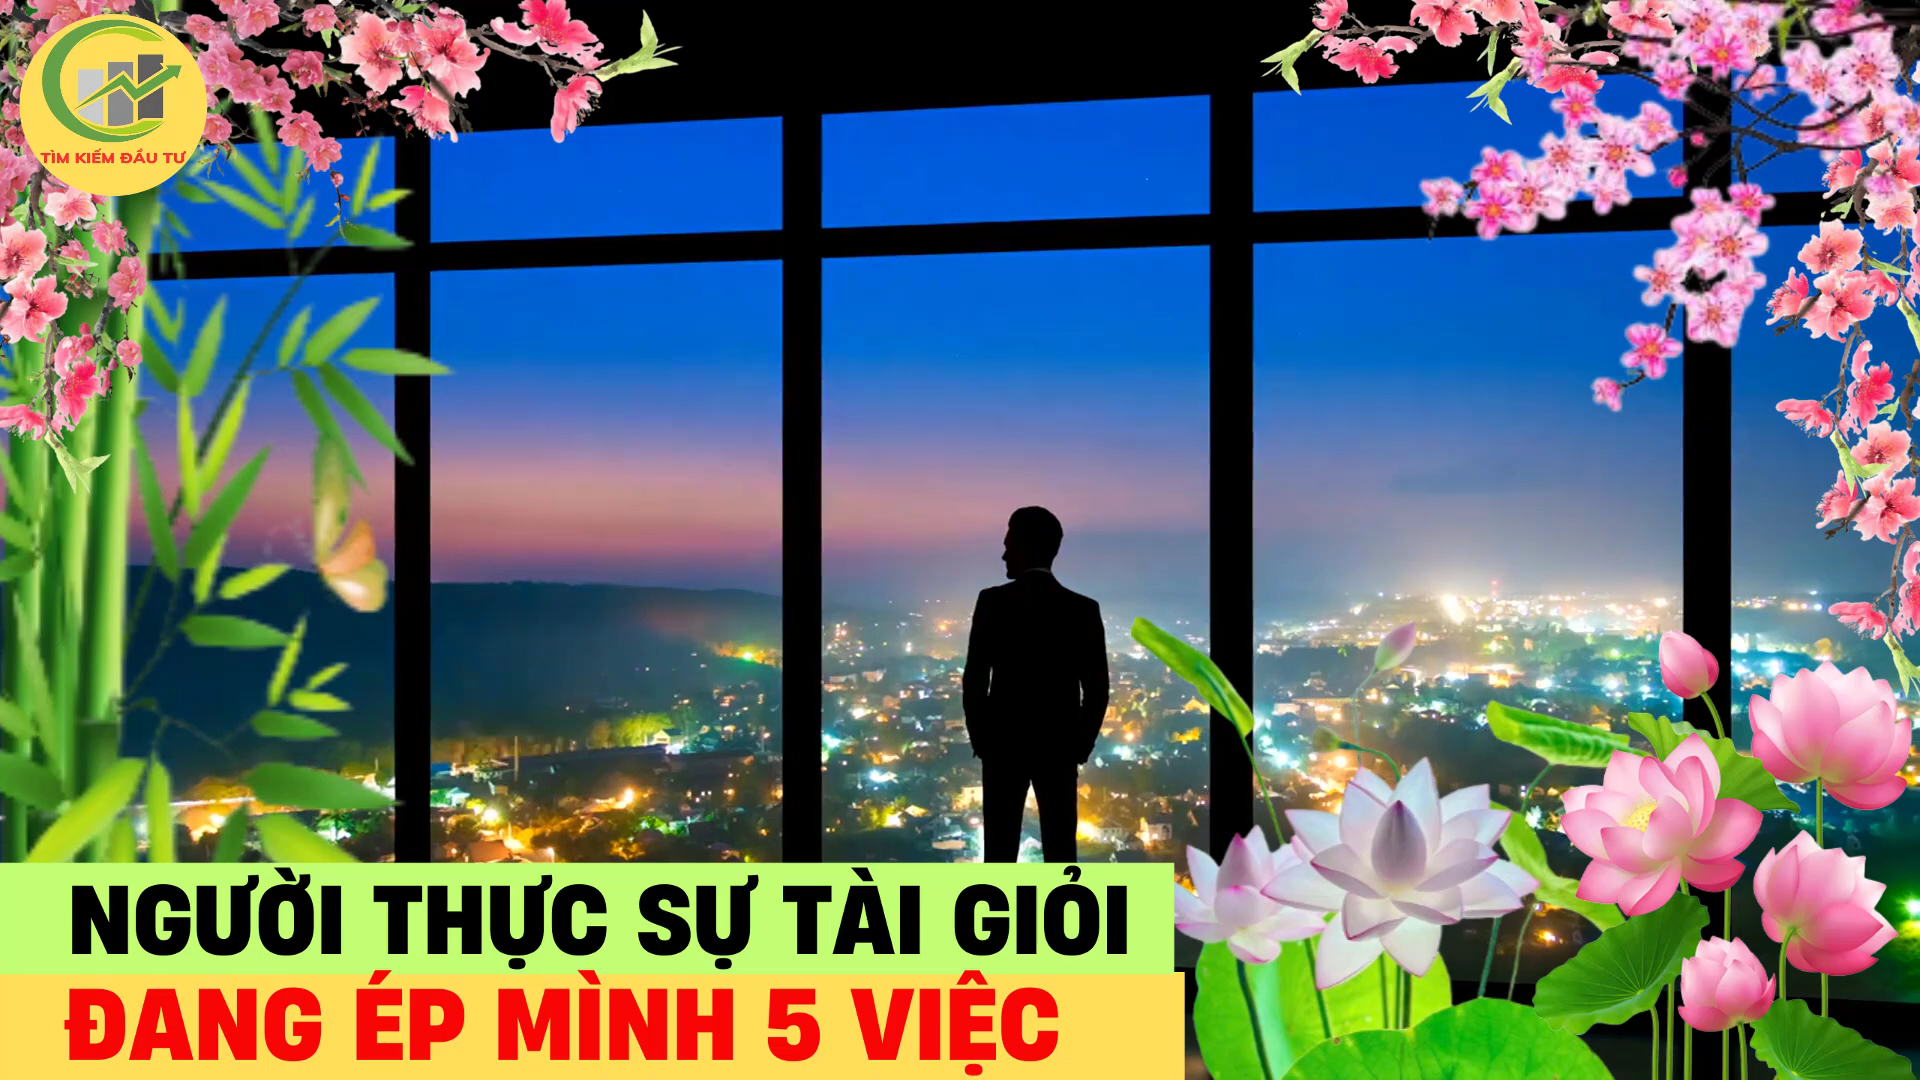 TÌM KIẾM ĐẦU TƯ
NGƯỜI THỰC SỰ TÀI GIỎI
ĐANG ÉP MÌNH 5 VIỆC